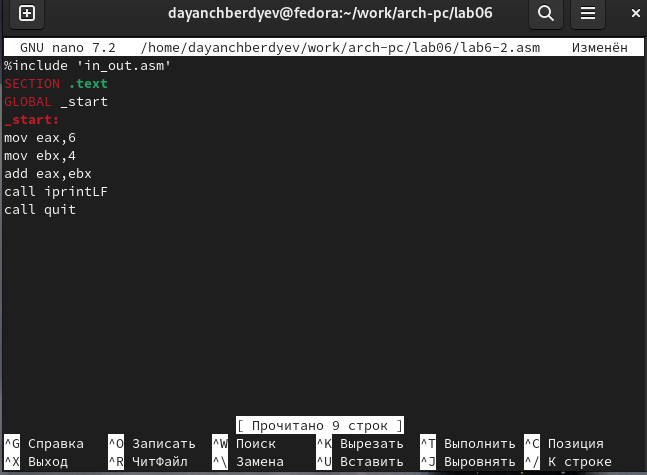 dayanchberdyev@fedora:~/work/arch-pc/lab06
GNU nano 7.2 /home/dayanchberdyev/work/arch-pc/lab06/lab6-2.asm Изменён
%include 'in_out.asm'
SECTION .text
GLOBAL _start
_start:
mov eax,6
mov ebx,4
add eax,ebx
call iprintLF
call quit
[ Прочитано 9 строк ]
^G Справка ^O Записать ^W Поиск ^K Вырезать ^T Выполнить ^C Позиция
^X Выход ^R ЧитФайл ^\ Замена ^U Вставить ^J Выровнять ^/ К строке